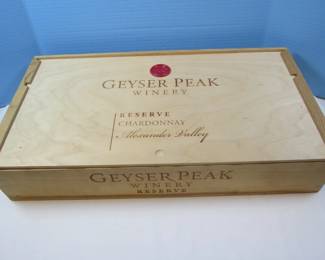 GEYSER PEAK
WINERY
RESERVE
CHARDONNAY
Alexander Valley
GEYSER PEAK
WINERY
RESERVE